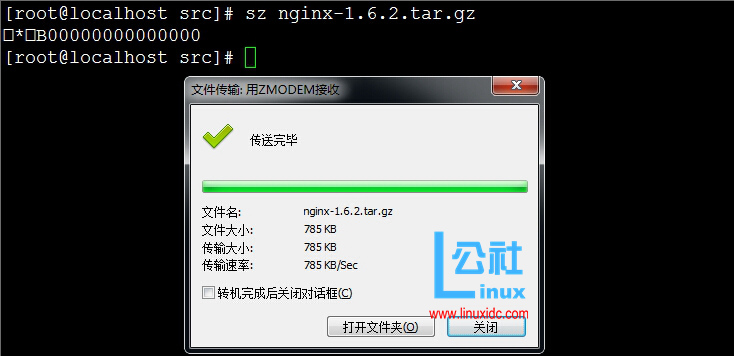 [root@localhost src]# sz nginx-1.6.2.tar.gz
□*□B00000000000000
[root@localhost src]#
文件传输: 用ZMODEM接收
传送完毕
文件名: nginx-1.6.2.tar.gz
文件大小: 785 KB
传输大小: 785 KB
传输速率: 785 KB/Sec
转机完成后关闭对话框(C)
打开文件夹(O) 关闭
Linux
公社
www.linuxidc.com